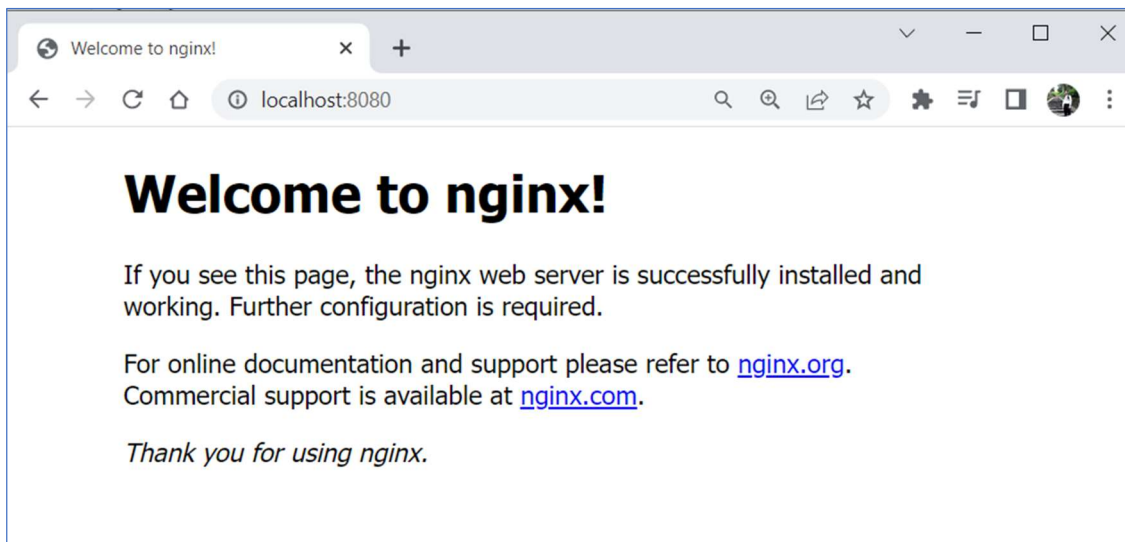 Welcome to nginx!
localhost:8080
Welcome to nginx!
If you see this page, the nginx web server is successfully installed and
working. Further configuration is required.
For online documentation and support please refer to nginx.org.
Commercial support is available at nginx.com.
Thank you for using nginx.